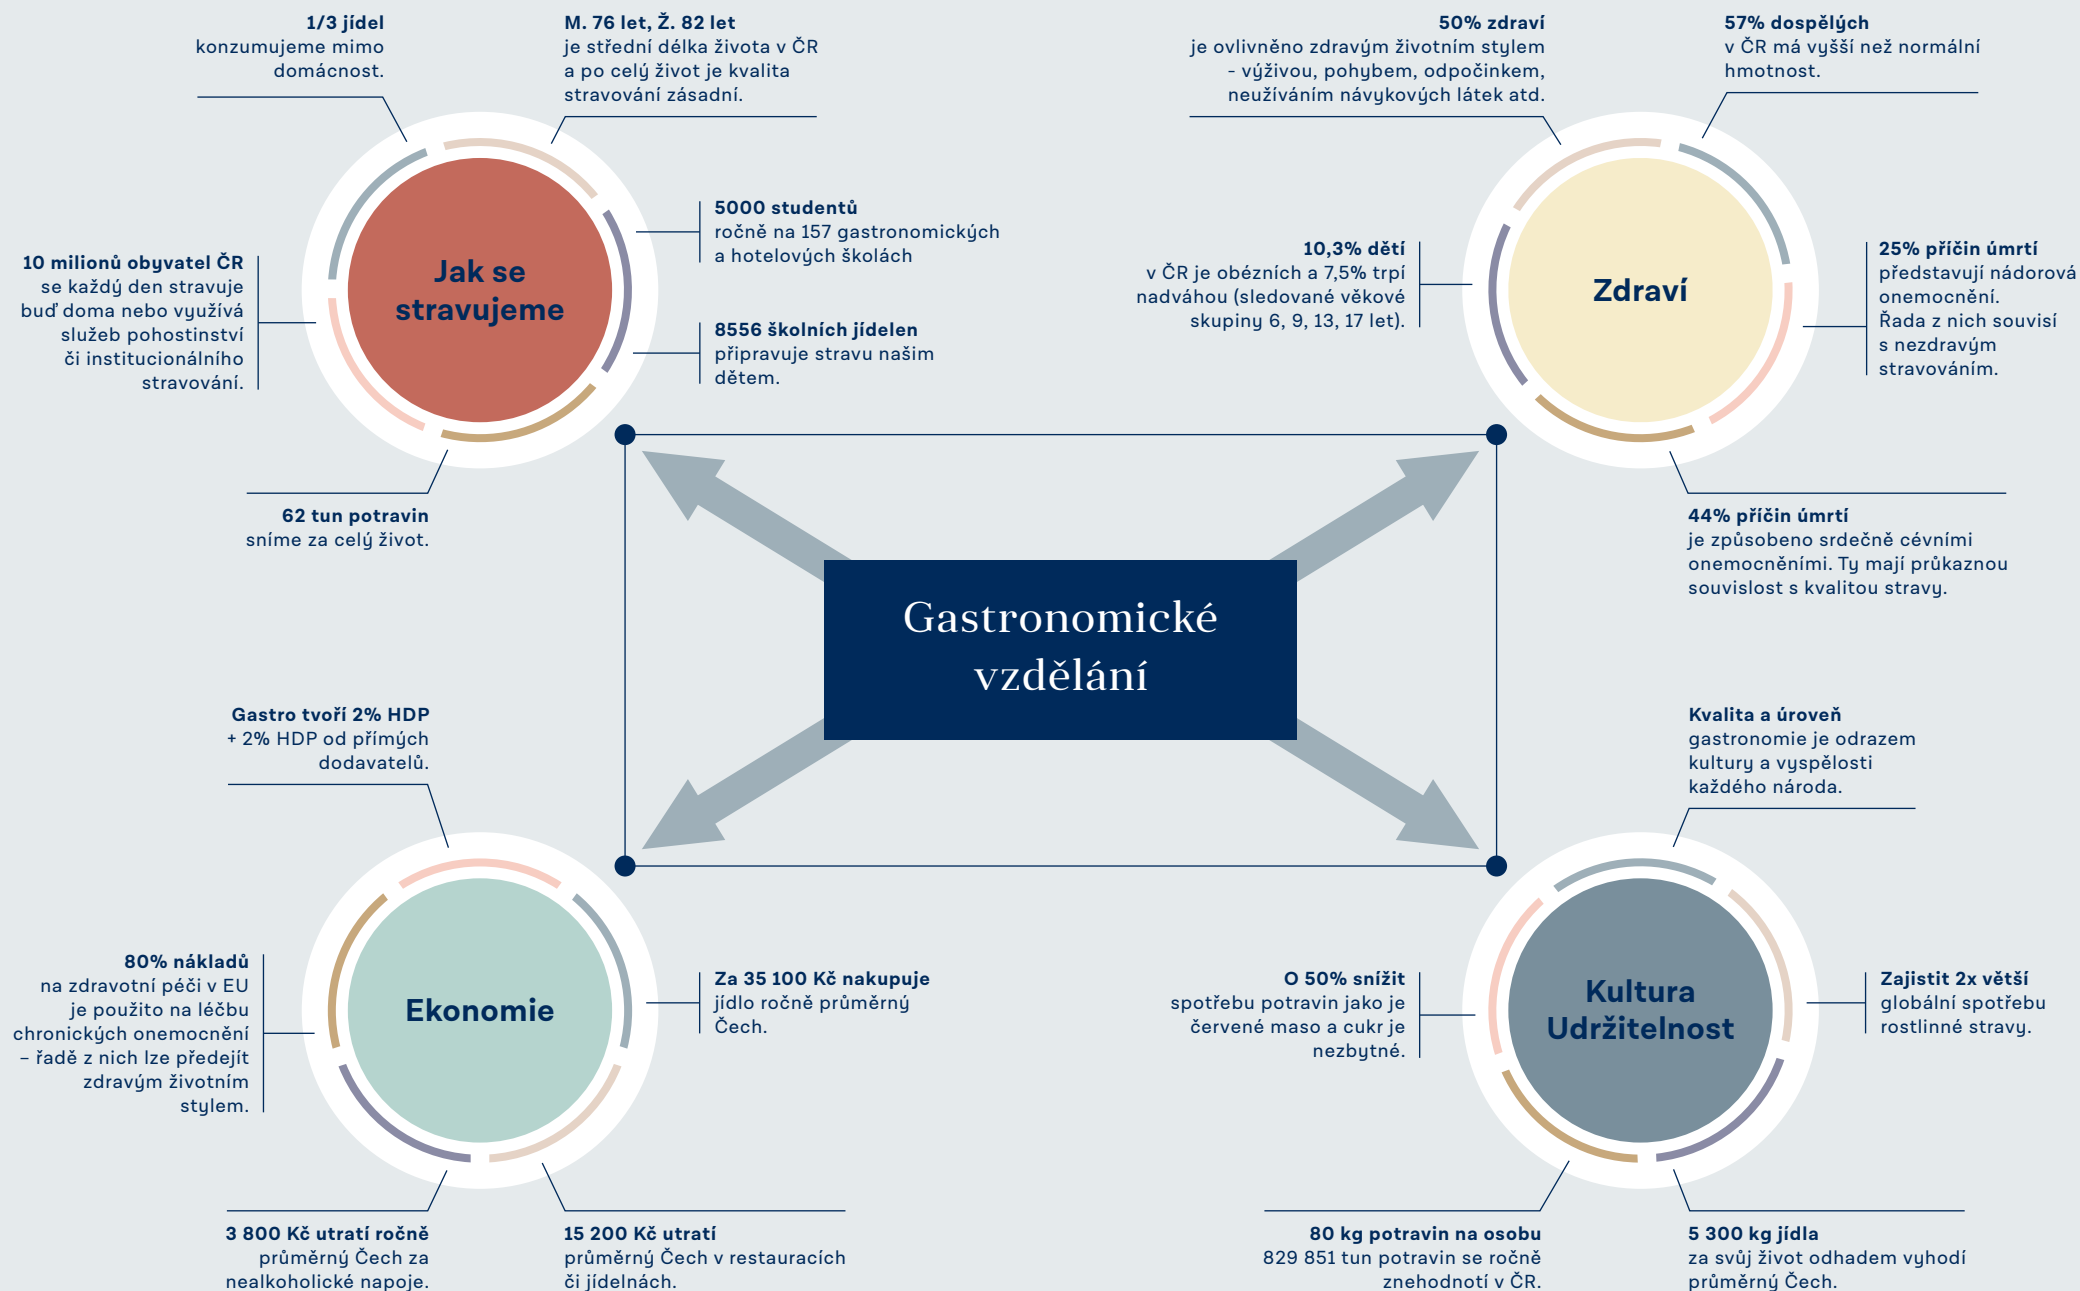 1/3 jídel
konzumujeme mimo
domácnost.
M. 76 let, Ž. 82 let
je střední délka života v ČR
a po celý život je kvalita
stravování zásadní.
5000 studentů
ročně na 157 gastronomických
a hotelových školách
10 milionů obyvatel ČR
se každý den stravuje
buď doma nebo využívá
služeb pohostinství
či institucionálního
stravování.
Jak se
stravujeme
8556 školních jídelen
připravuje stravu našim
dětem.
62 tun potravin
sníme za celý život.
50% zdraví
je ovlivněno zdravým životním stylem
- výživou, pohybem, odpočinkem,
neužíváním návykových látek atd.
57% dospělých
v ČR má vyšší než normální
hmotnost.
10,3% dětí
v ČR je obézních a 7,5% trpí
nadváhou (sledované věkové
skupiny 6, 9, 13, 17 let).
Zdraví
25% příčin úmrtí
představují nádorová
onemocnění.
Řada z nich souvisí
s nezdravým
stravováním.
44% příčin úmrtí
je způsobeno srdečně cévními
onemocněními. Ty mají průkaznou
souvislost s kvalitou stravy.
Gastronomické
vzdělání
Gastro tvoří 2% HDP
+ 2% HDP od přímých
dodavatelů.
80% nákladů
na zdravotní péči v EU
je použito na léčbu
chronických onemocnění
– řadě z nich lze předejít
zdravým životním
stylem.
Ekonomie
Za 35 100 Kč nakupuje
jídlo ročně průměrný
Čech.
3 800 Kč utratí ročně
průměrný Čech za
nealkoholické napoje.
15 200 Kč utratí
průměrný Čech v restauracích
či jídelnách.
Kvalita a úroveň
gastronomie je odrazem
kultury a vyspělosti
každého národa.
O 50% snížit
spotřebu potravin jako je
červené maso a cukr je
nezbytné.
Kultura
Udržitelnost
Zajistit 2x větší
globální spotřebu
rostlinné stravy.
80 kg potravin na osobu
829 851 tun potravin se ročně
znehodnotí v ČR.
5 300 kg jídla
za svůj život odhadem vyhodí
průměrný Čech.